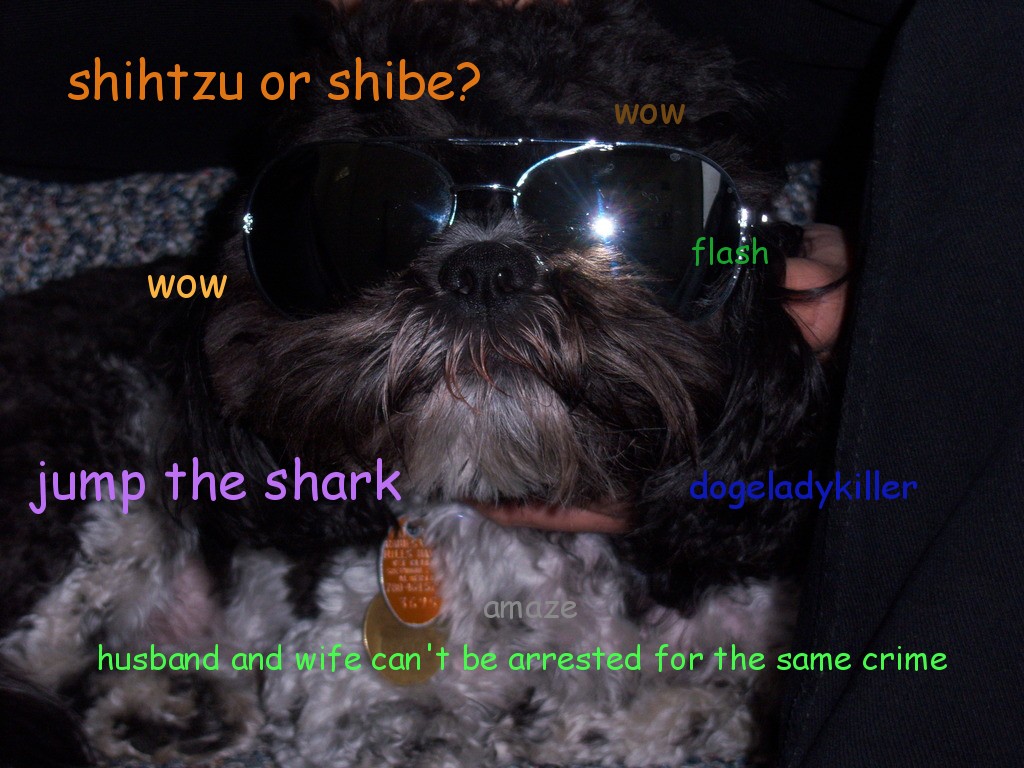 shihtzu or shibe?
wow
flash
wow
jump the shark
dogeladykiller
3695
amaze
husband and wife can't be arrested for the same crime